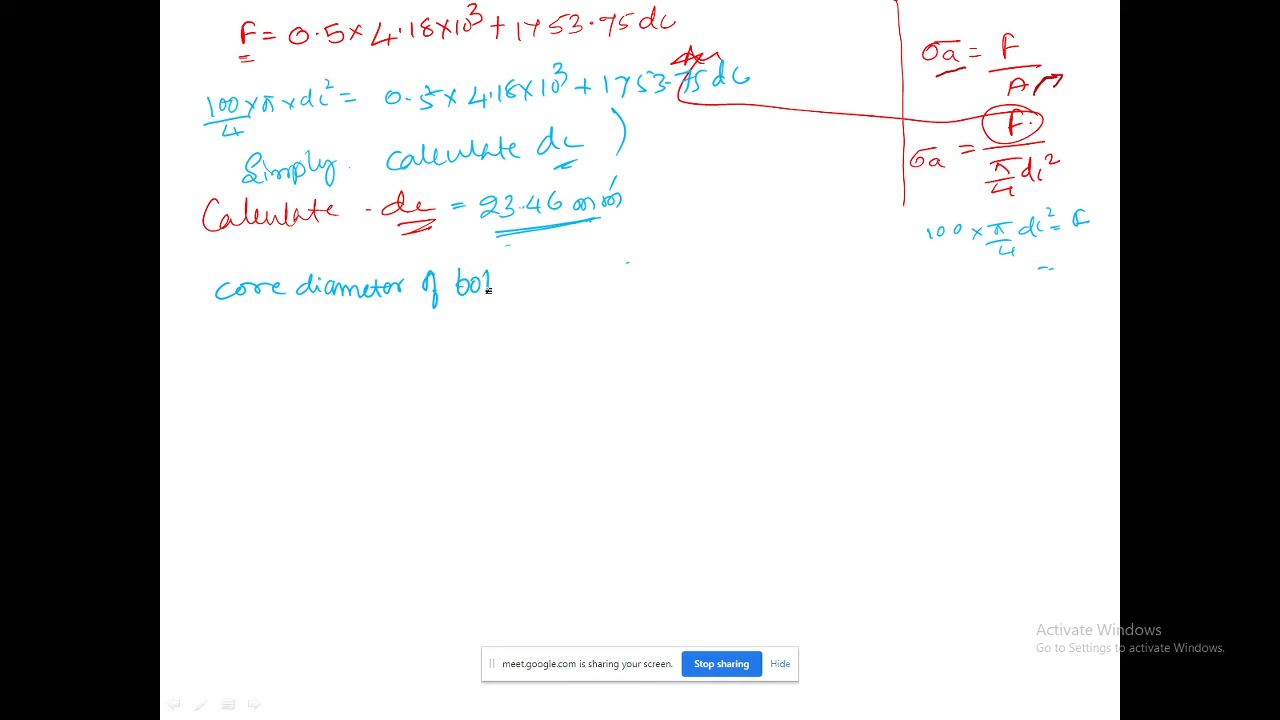 F = 0.5 × 4.18×10³ + 1753.75 dc
100/4 × π × dc² = 0.5 × 4.18×10³ + 1753.75 dc
Simply. calculate dc )
Calculate . dc = 23.46 mm
core diameter of bol
σa = F/A
σa = F/(π/4 dc²)
100 × π/4 dc² = F
Activate Windows
Go to Settings to activate Windows.
meet.google.com is sharing your screen. Stop sharing Hide